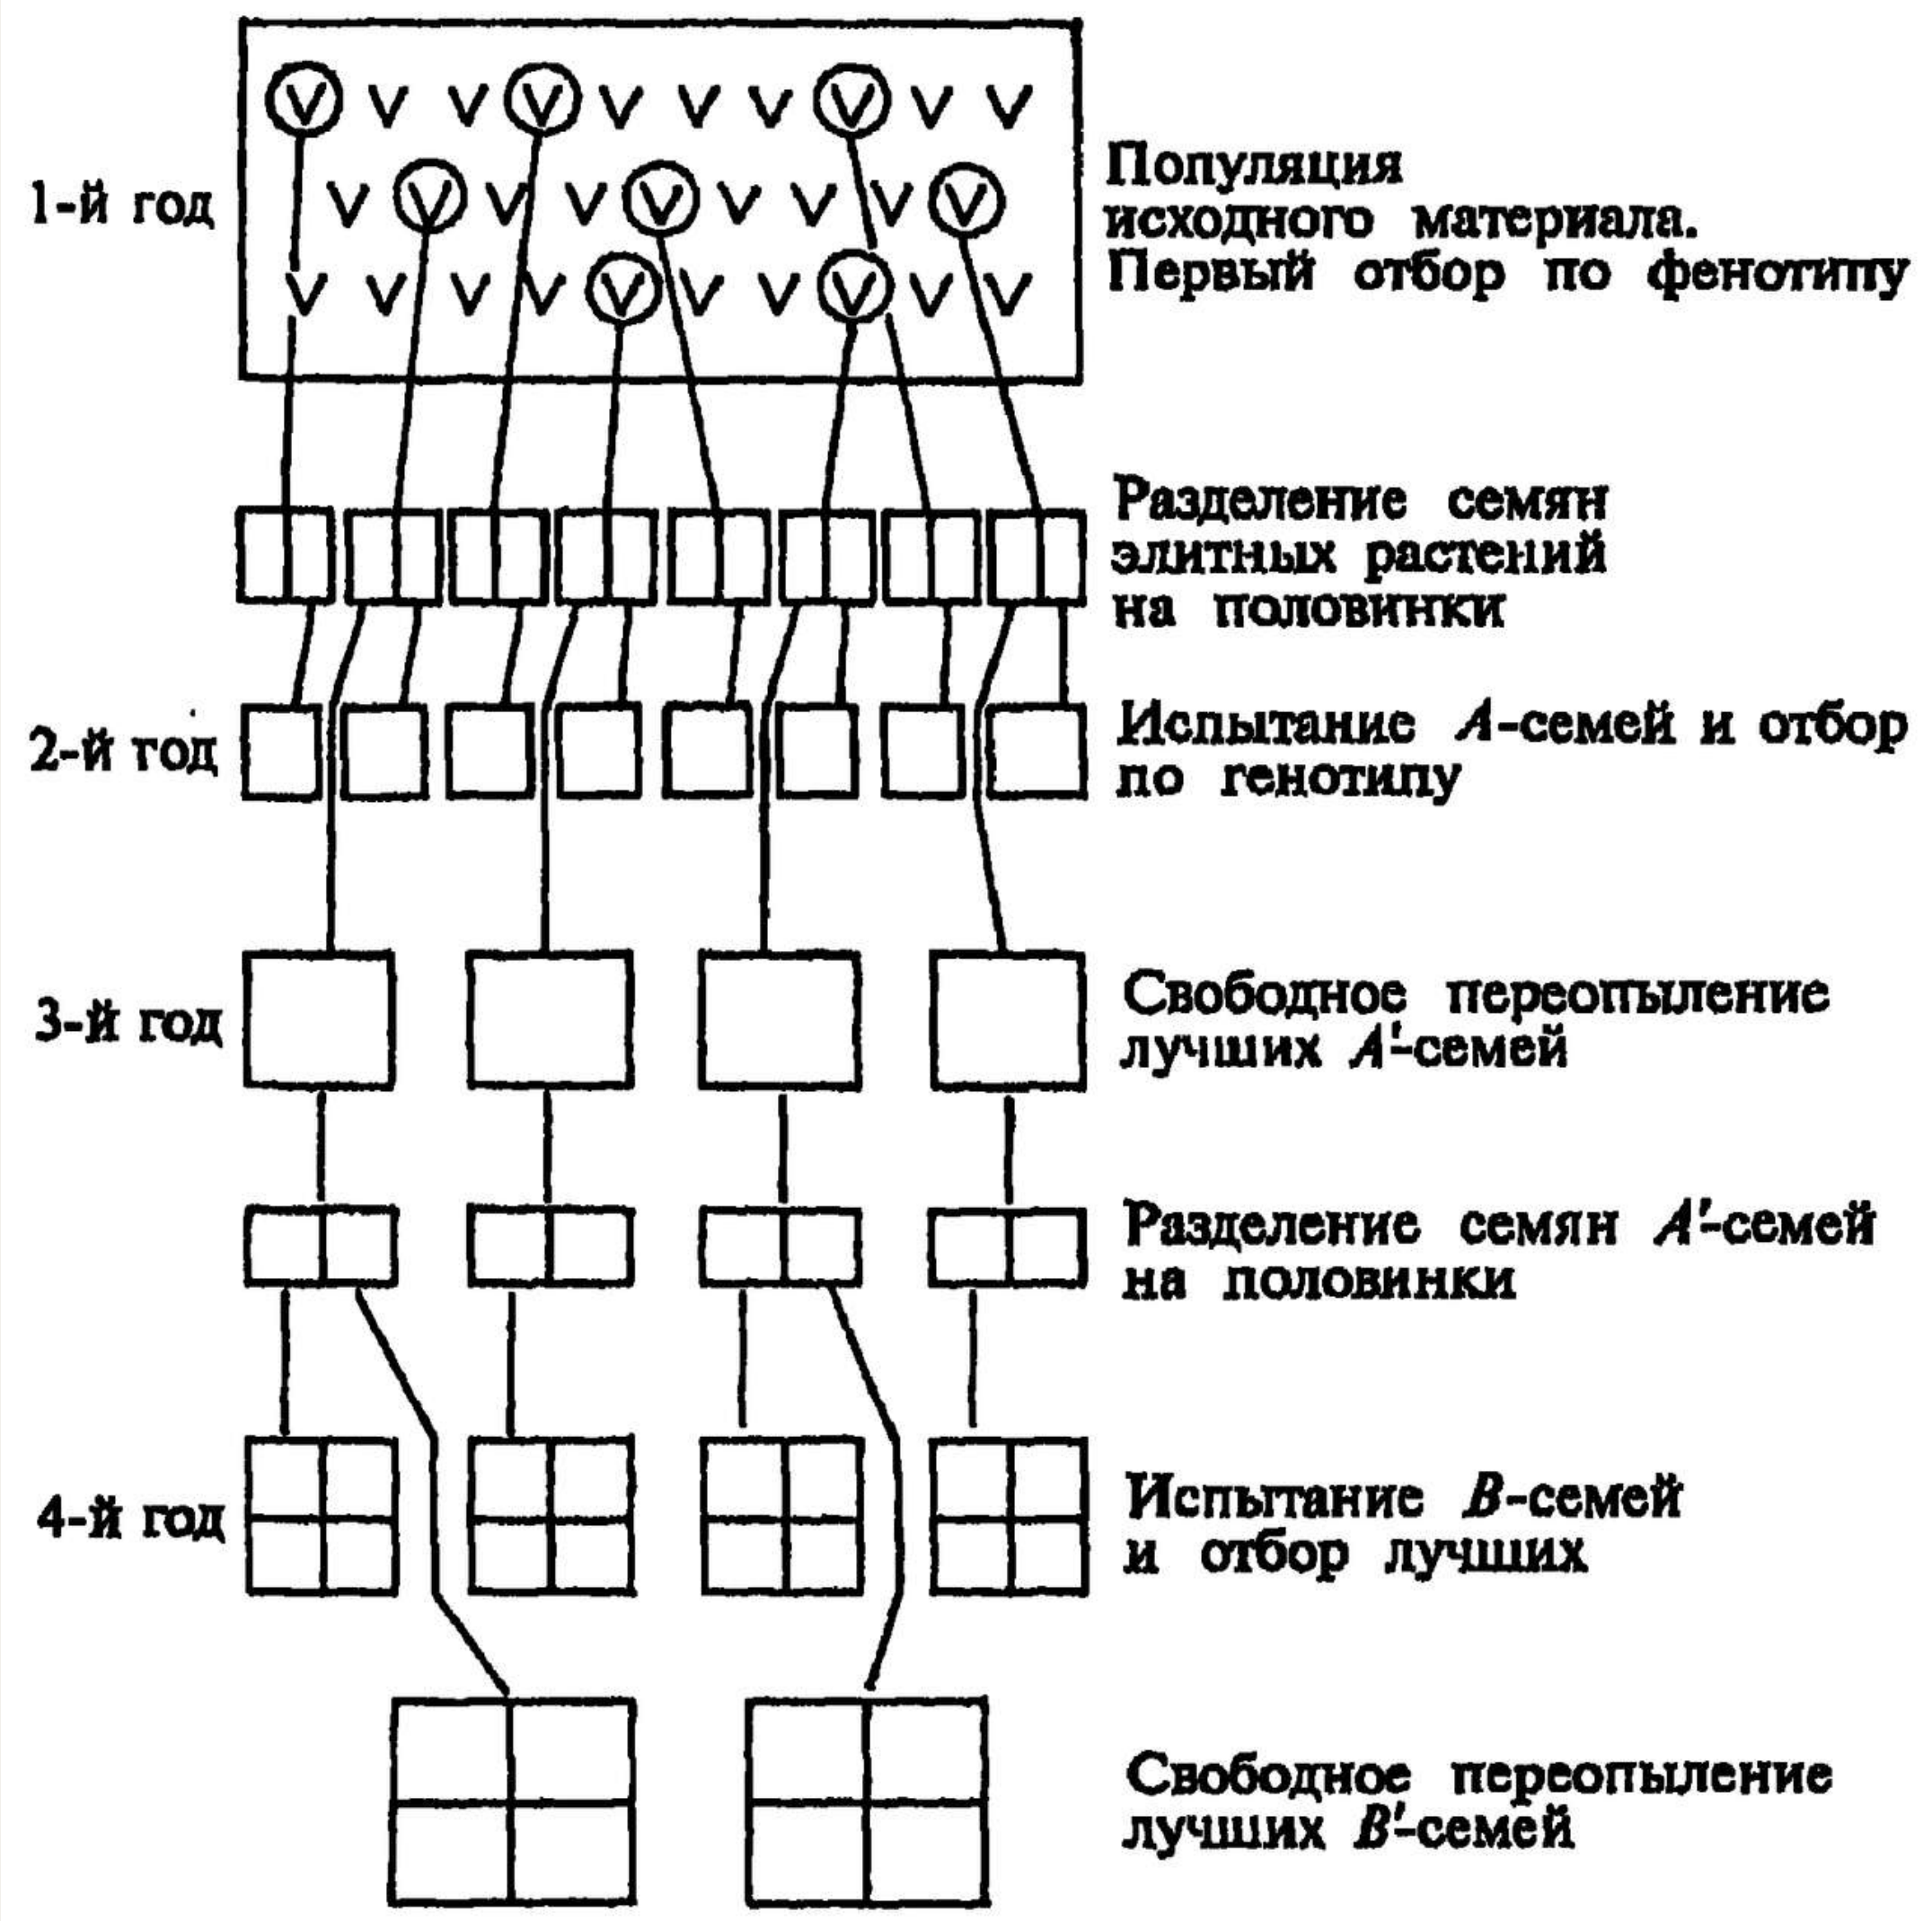 1-й год
Популяция
исходного материала.
Первый отбор по фенотипу
V V V V V V V V V V
V V V V V V V V V
V V V V V V V V V V
Разделение семян
элитных растений
на половинки
2-й год
Испытание А-семей и отбор
по генотипу
3-й год
Свободное переопыление
лучших А'-семей
Разделение семян А'-семей
на половинки
4-й год
Испытание В-семей
и отбор лучших
Свободное переопыление
лучших В'-семей